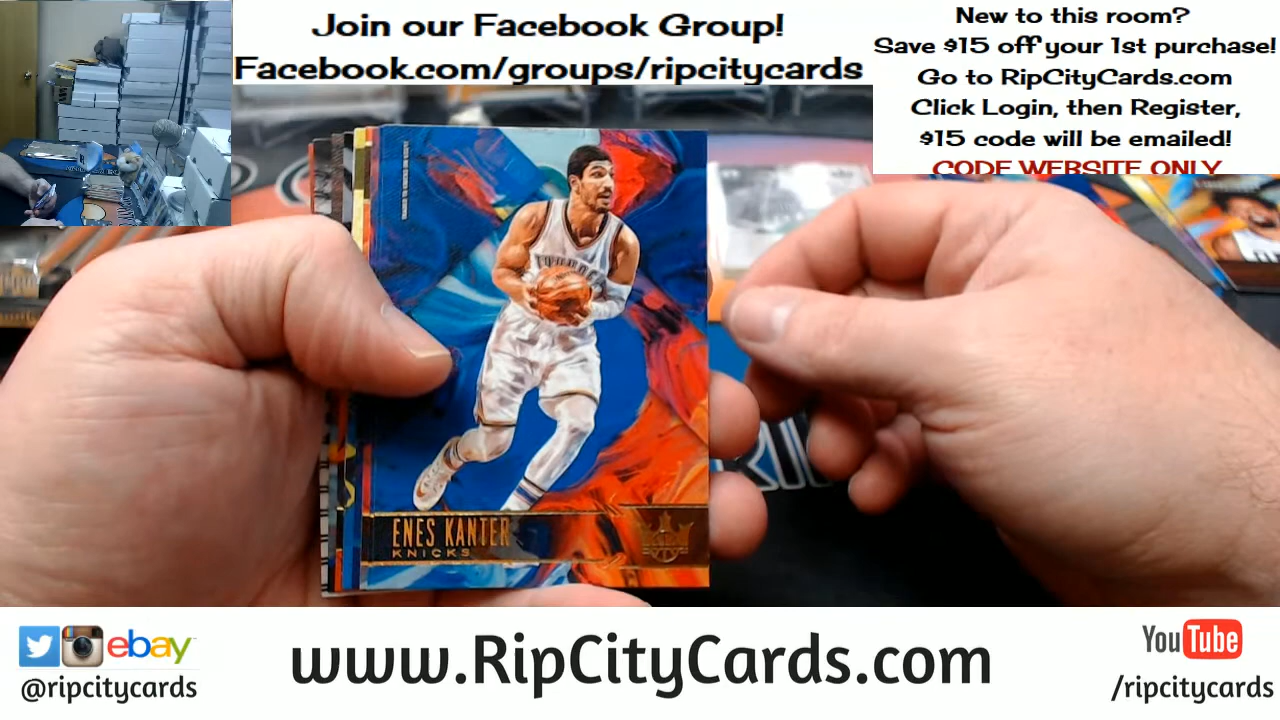 Join our Facebook Group!
Facebook.com/groups/ripcitycards
New to this room?
Save $15 off your 1st purchase!
Go to RipCityCards.com
Click Login, then Register,
$15 code will be emailed!
CODE WEBSITE ONLY
ENES KANTER
KNICKS
ebay
@ripcitycards
www.RipCityCards.com
YouTube
/ripcitycards